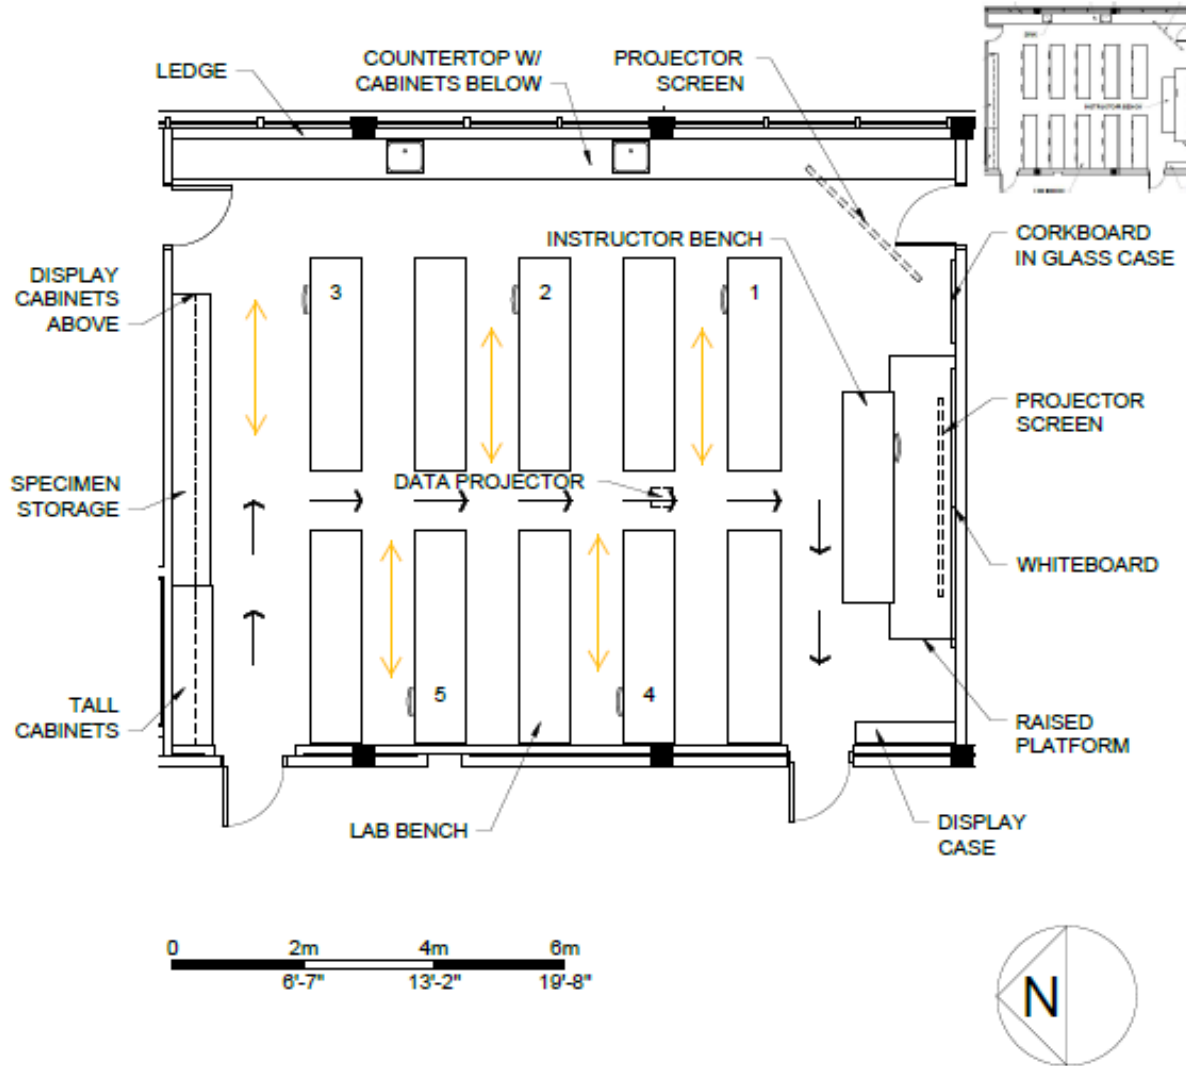 LEDGE
COUNTERTOP W/
CABINETS BELOW
PROJECTOR
SCREEN
INSTRUCTOR BENCH
CORKBOARD
IN GLASS CASE
DISPLAY
CABINETS
ABOVE
3
2
1
PROJECTOR
SCREEN
SPECIMEN
STORAGE
DATA PROJECTOR
WHITEBOARD
TALL
CABINETS
5
4
RAISED
PLATFORM
LAB BENCH
DISPLAY
CASE
0 2m 4m 6m
6'-7" 13'-2" 19'-8"
N